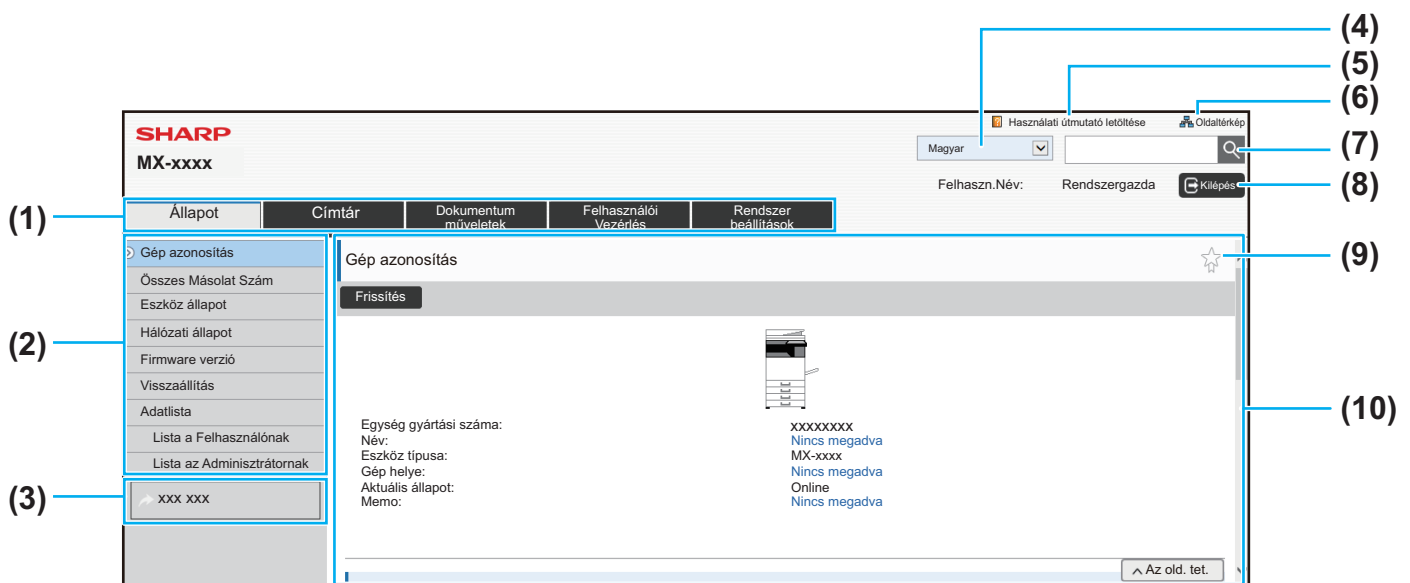 (4)
(5)
(6)
Használati útmutató letöltése Oldaltérkép
SHARP
Magyar
(7)
MX-xxxx
Felhaszn.Név: Rendszergazda Kilépés
(8)
(1)
Állapot Címtár Dokumentum műveletek Felhasználói Vezérlés Rendszer beállítások
Gép azonosítás
Gép azonosítás
(9)
Összes Másolat Szám
Frissítés
Eszköz állapot
(2)
Hálózati állapot
Firmware verzió
Visszaállítás
Adatlista
(10)
Lista a Felhasználónak
Lista az Adminisztrátornak
Egység gyártási száma: xxxxxxxx
Név: Nincs megadva
Eszköz típusa: MX-xxxx
Gép helye: Nincs megadva
Aktuális állapot: Online
Memo: Nincs megadva
(3)
xxx xxx
Az old. tet.